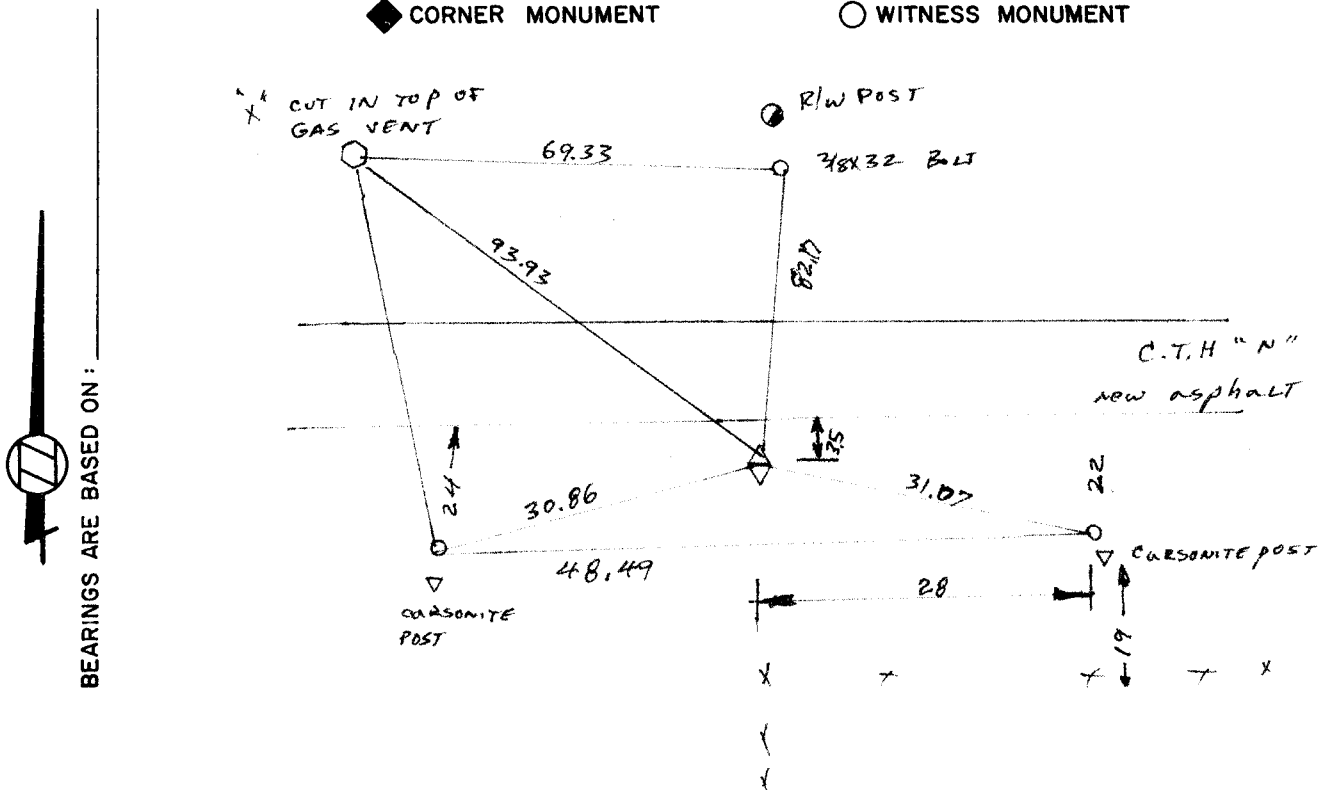 CORNER MONUMENT
WITNESS MONUMENT
"X" CUT IN TOP OF
GAS VENT
R/W POST
69.33
3/8X32 BOLT
93.93
82.17
C.T.H "N"
new asphalt
35
24
30.86
31.07
22
48.49
CARSONITE POST
28
CARSONITE
POST
19
BEARINGS ARE BASED ON: